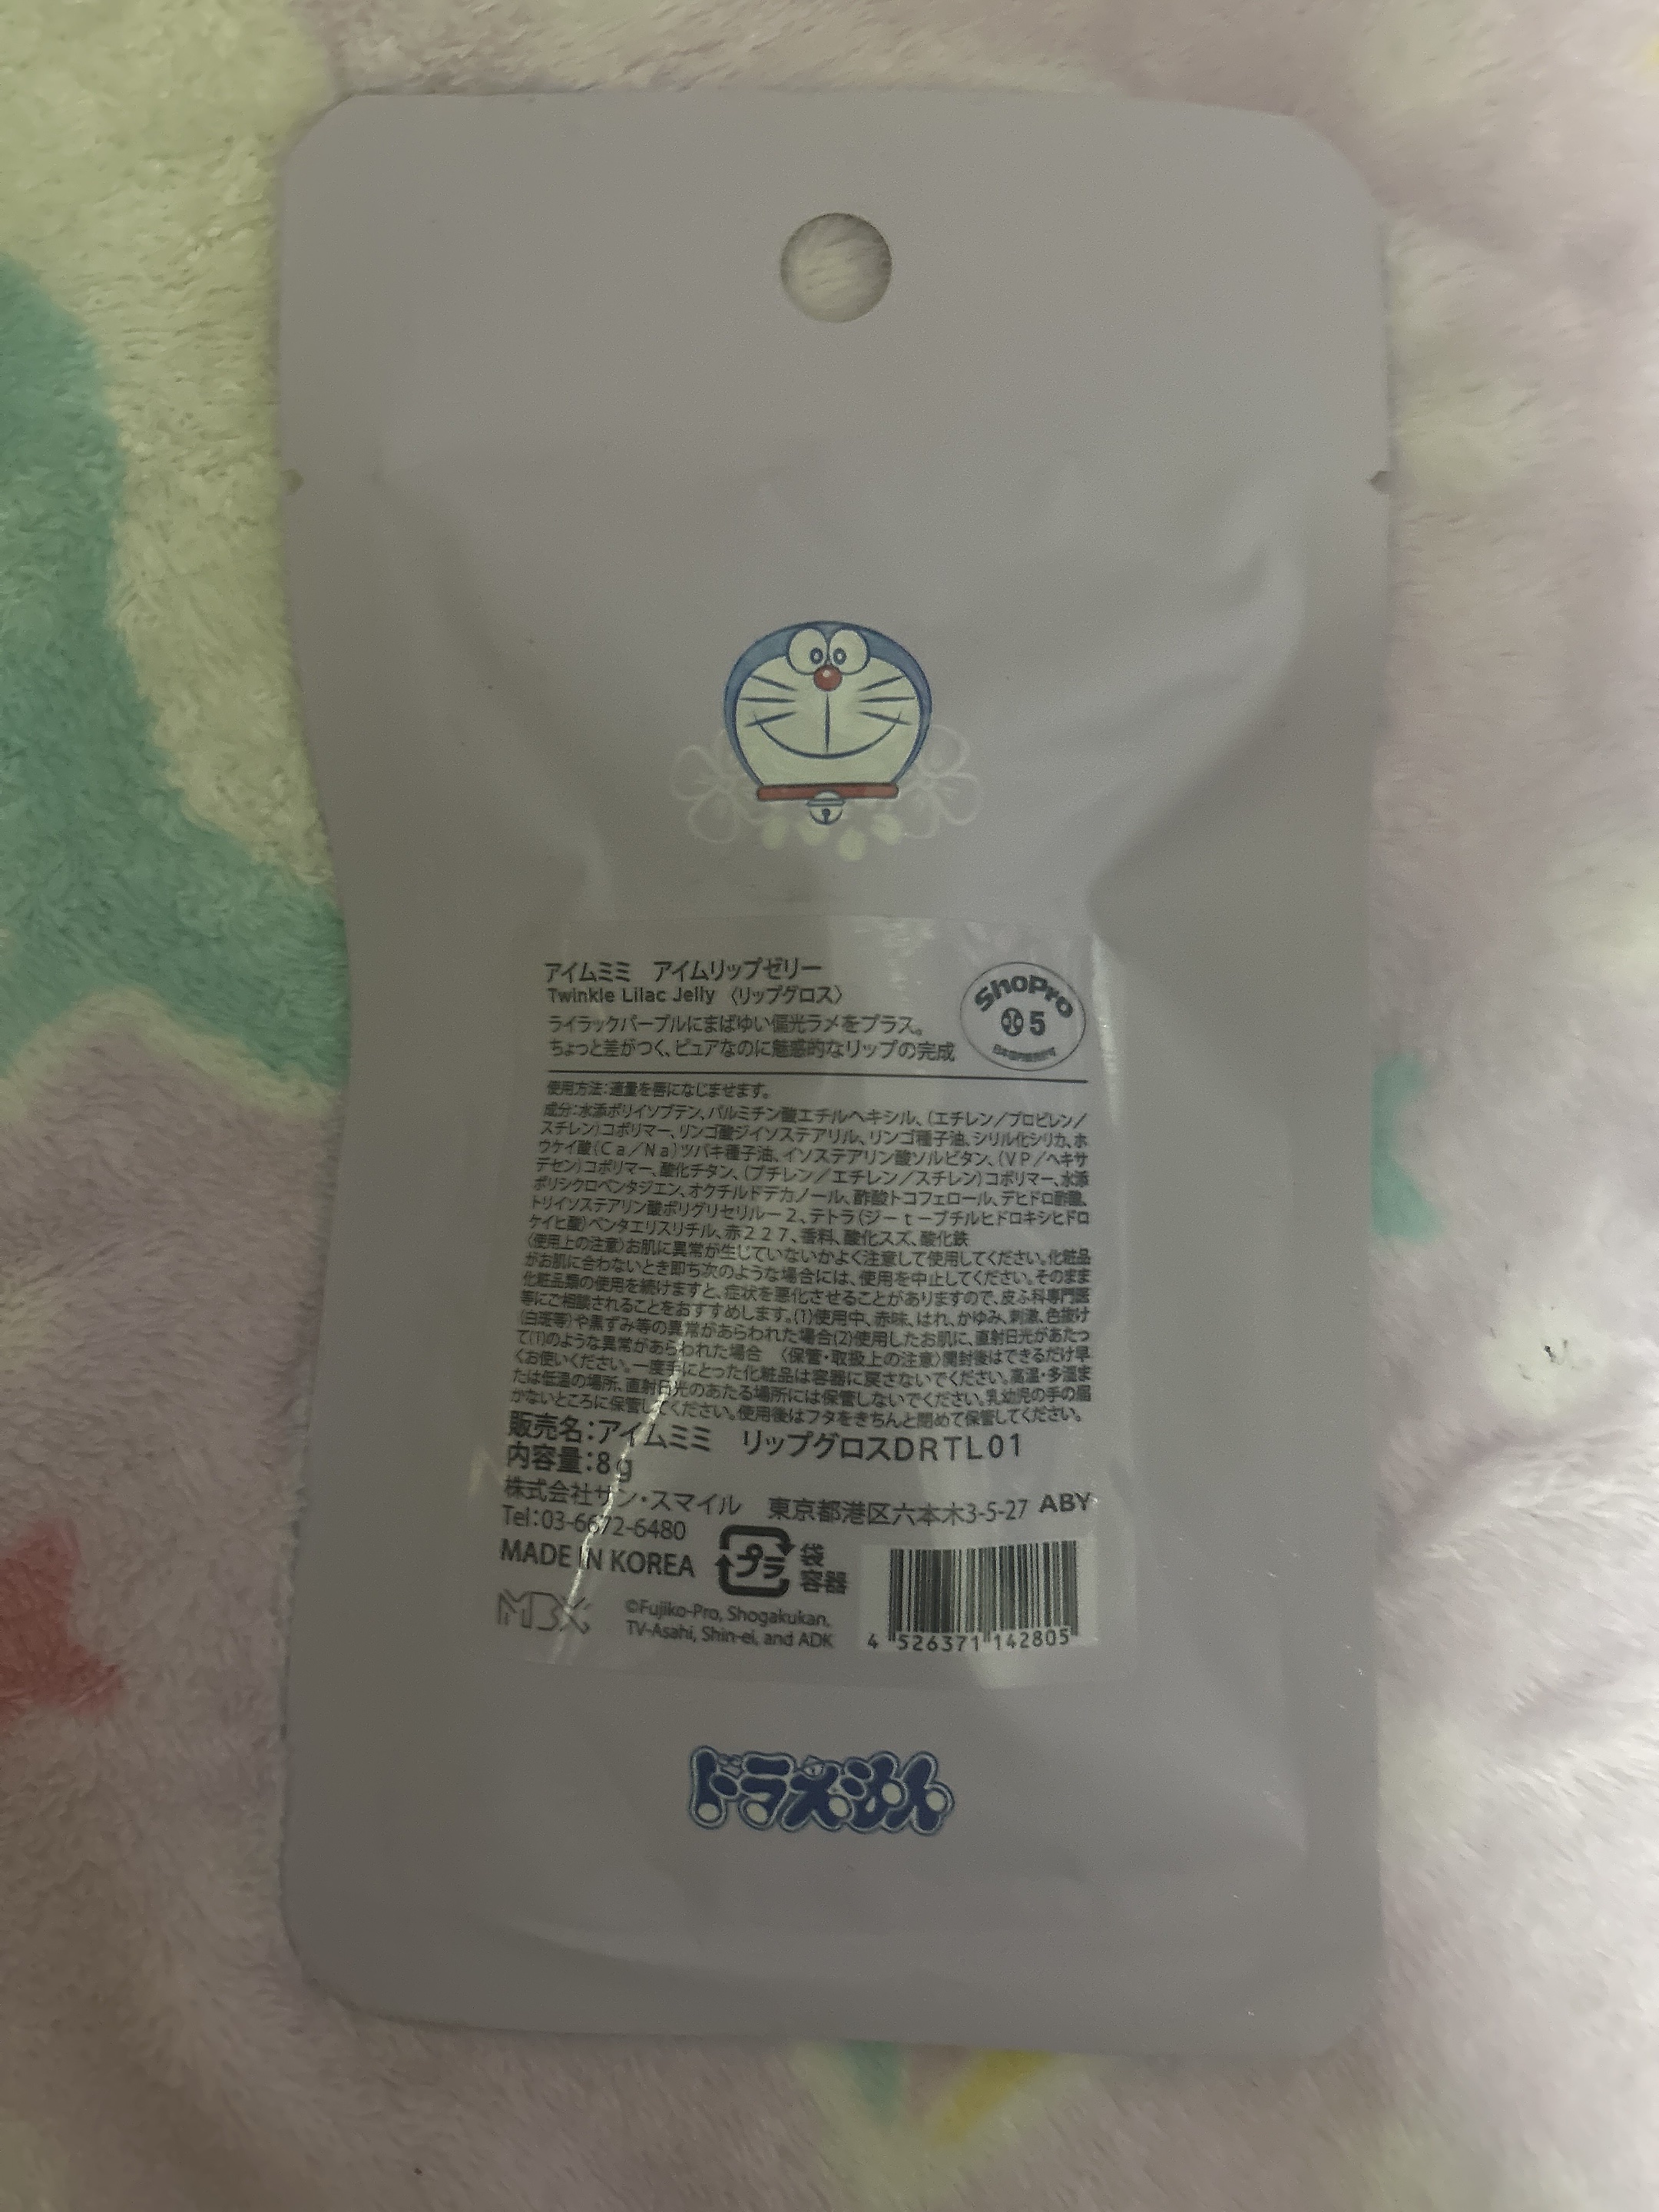 アイムミミ　アイムリップゼリー
Twinkle Lilac Jelly 〈リップグロス〉
ライラックパープルにまばゆい偏光ラメをプラス。
ちょっと差がつく、ピュアなのに魅惑的なリップの完成
ShoPro
5
使用方法：適量を唇になじませます。
成分：水添ポリイソブテン、パルミチン酸エチルヘキシル、（エチレン／プロピレン／
スチレン）コポリマー、リンゴ酸ジイソステアリル、リンゴ種子油、シリル化シリカ、ホ
ウケイ酸（Ｃａ／Ｎａ）ツバキ種子油、イソステアリン酸ソルビタン、（ＶＰ／ヘキサ
デセン）コポリマー、酸化チタン、（ブチレン／エチレン／スチレン）コポリマー、水添
ポリシクロペンタジエン、オクチルドデカノール、酢酸トコフェロール、デヒドロ酢酸、
トリイソステアリン酸ポリグリセリルー２、テトラ（ジーｔーブチルヒドロキシヒドロ
ケイヒ酸）ペンタエリスリチル、赤２２７、香料、酸化スズ、酸化鉄
〈使用上の注意〉お肌に異常が生じていないかよく注意して使用してください。化粧品
がお肌に合わないとき即ち次のような場合には、使用を中止してください。そのまま
化粧品類の使用を続けますと、症状を悪化させることがありますので、皮ふ科専門医
等にご相談されることをおすすめします。(1)使用中、赤味、はれ、かゆみ、刺激、色抜け
（白斑等）や黒ずみ等の異常があらわれた場合(2)使用したお肌に、直射日光があたっ
て(1)のような異常があらわれた場合　〈保管・取扱上の注意〉開封後はできるだけ早
くお使いください。一度手にとった化粧品は容器に戻さないでください。高温・多湿ま
たは低温の場所、直射日光のあたる場所には保管しないでください。乳幼児の手の届
かないところに保管してください。使用後はフタをきちんと閉めて保管してください。
販売名：アイムミミ　リップグロスDRTL01
内容量：8g
株式会社サン・スマイル　東京都港区六本木3-5-27 ABY
Tel：03-6672-6480
MADE IN KOREA
プラ
袋
容器
MBX
©Fujiko-Pro, Shogakukan,
TV-Asahi, Shin-ei, and ADK
4 526371 142805
ドラえもん